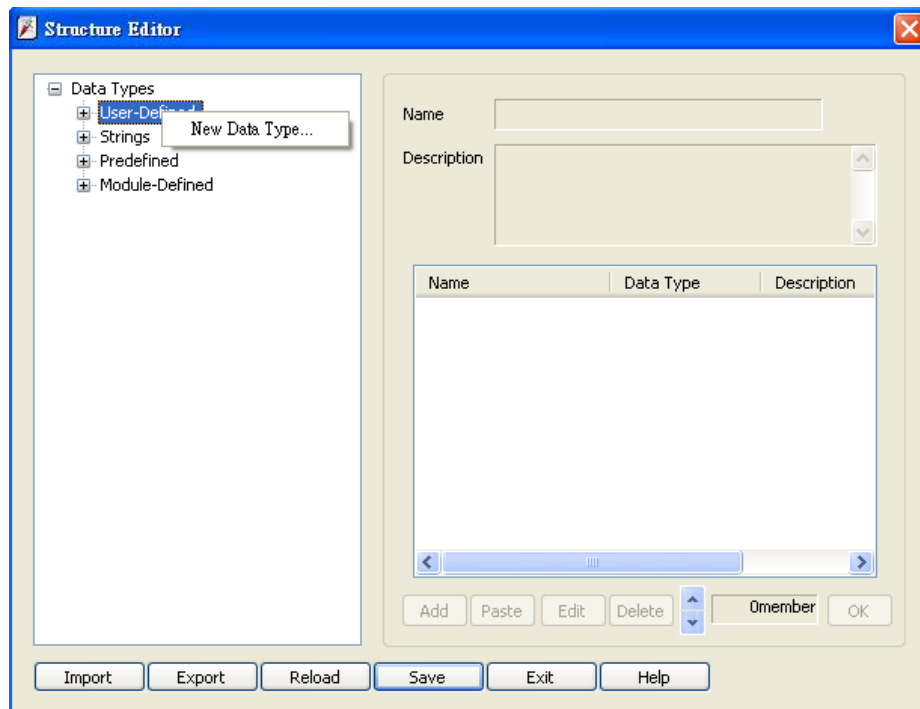 Structure Editor
Data Types
User-Defined
New Data Type...
Strings
Predefined
Module-Defined
Name
Description
Name Data Type Description
Add Paste Edit Delete 0member OK
Import Export Reload Save Exit Help